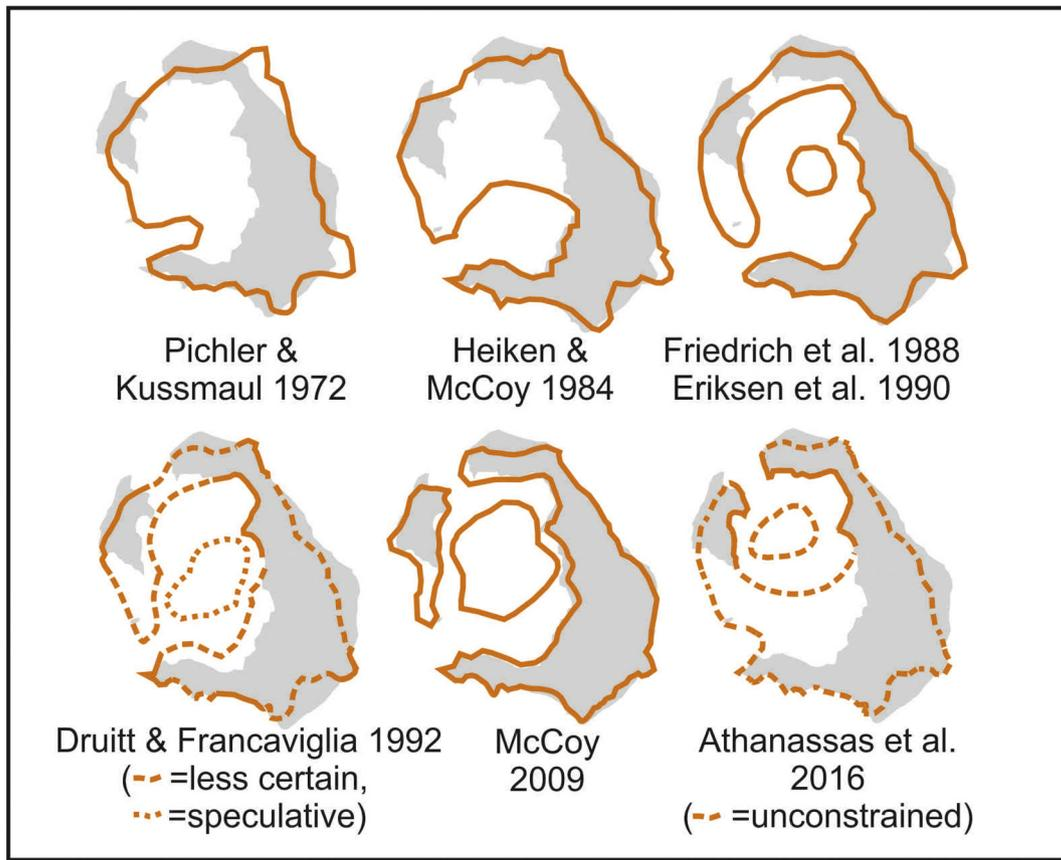 Pichler &
Kussmaul 1972
Heiken &
McCoy 1984
Friedrich et al. 1988
Eriksen et al. 1990
Druitt & Francaviglia 1992
( =less certain,
=speculative)
McCoy
2009
Athanassas et al.
2016
( =unconstrained)